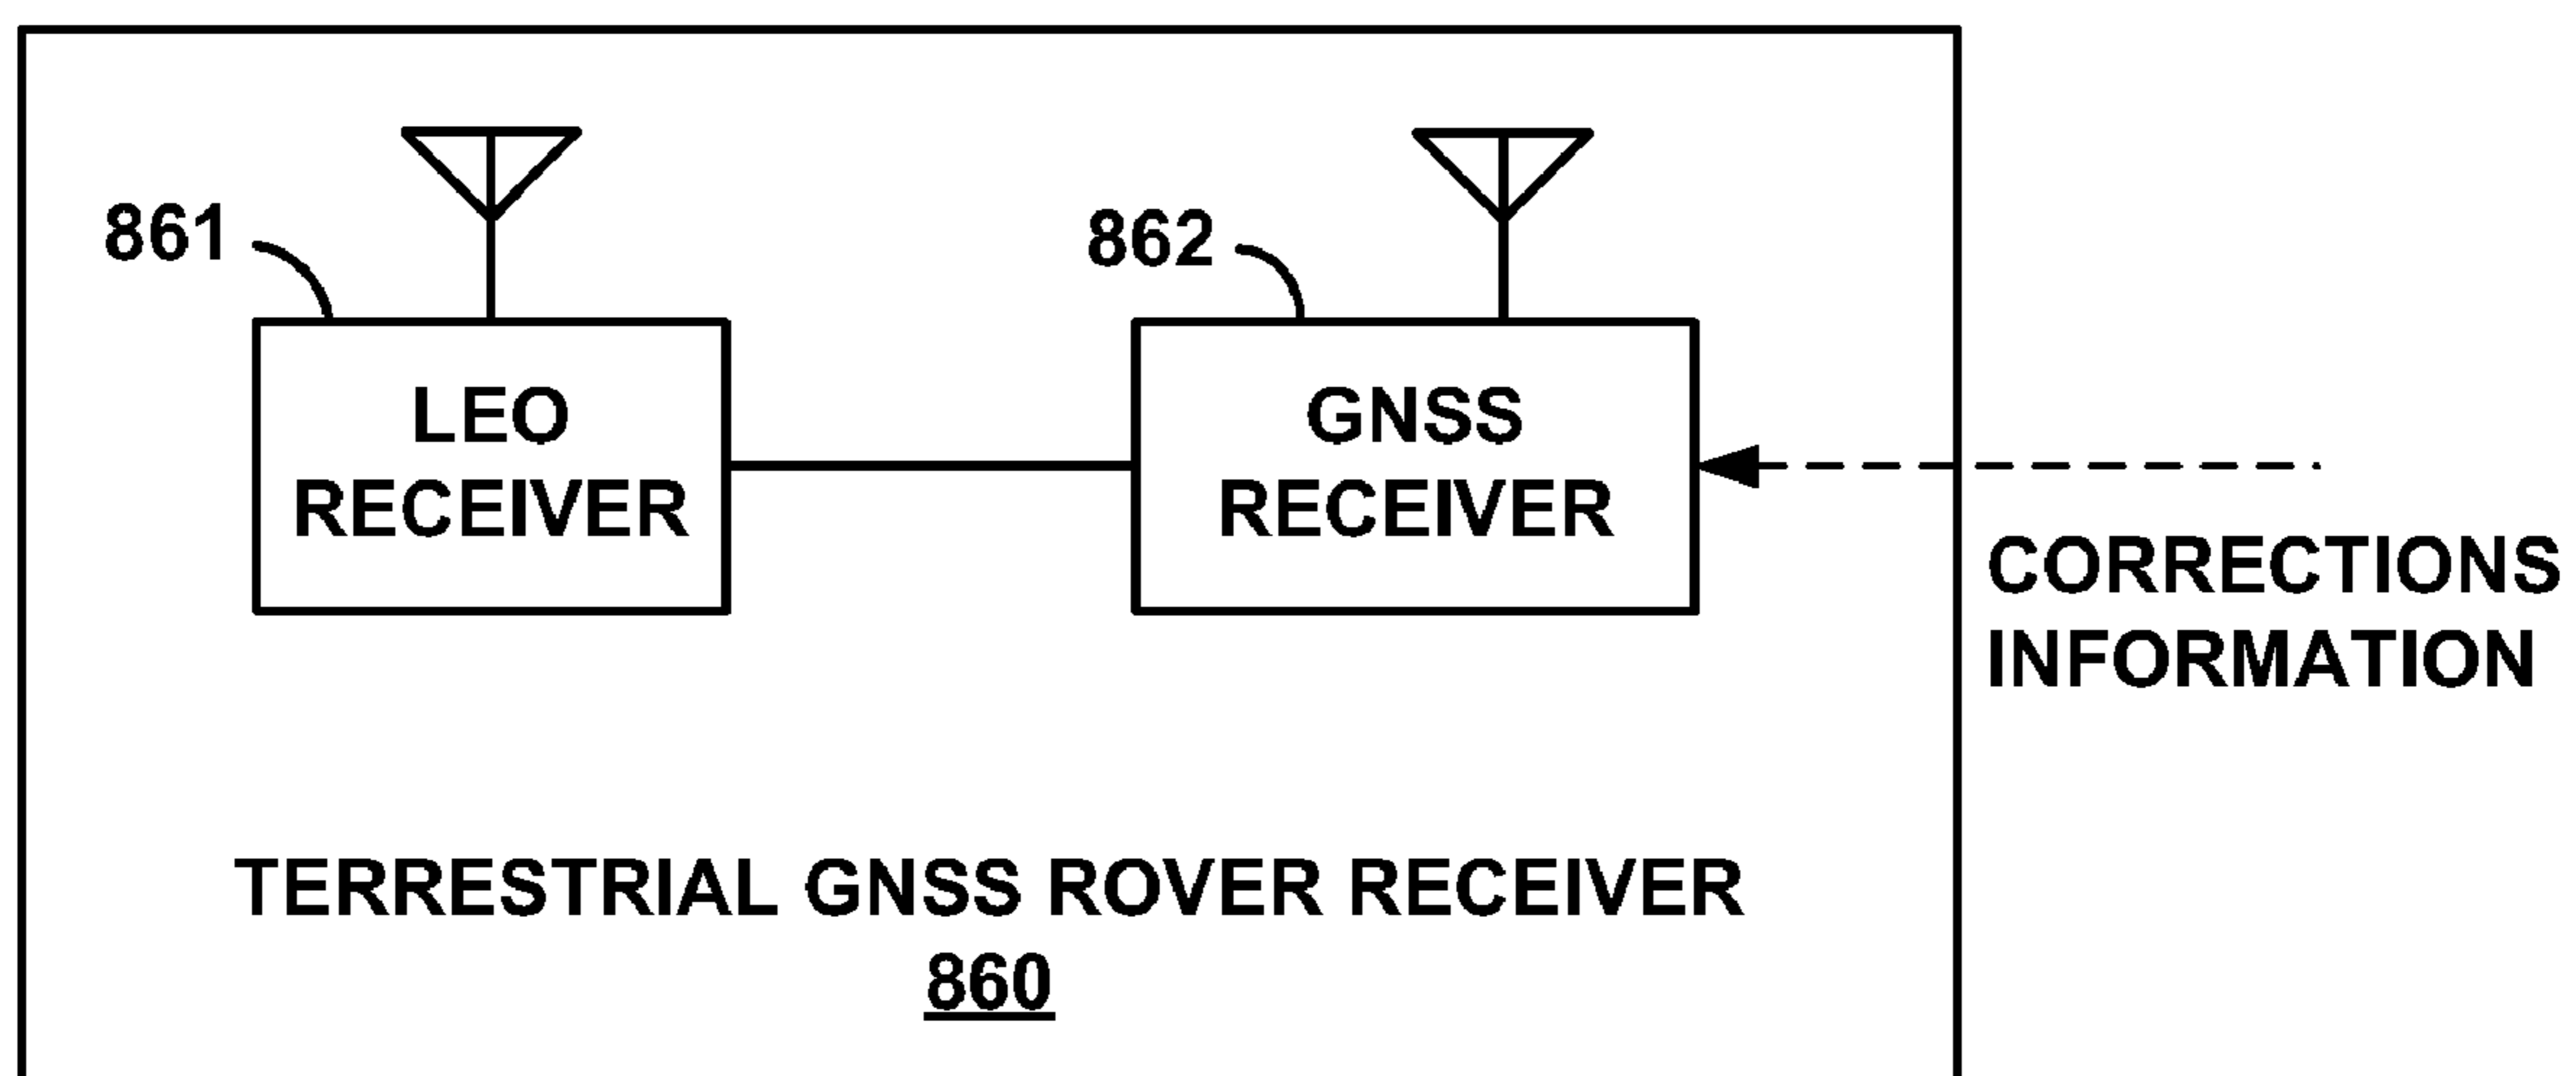 861
862
LEO
RECEIVER
GNSS
RECEIVER
CORRECTIONS
INFORMATION
TERRESTRIAL GNSS ROVER RECEIVER
860